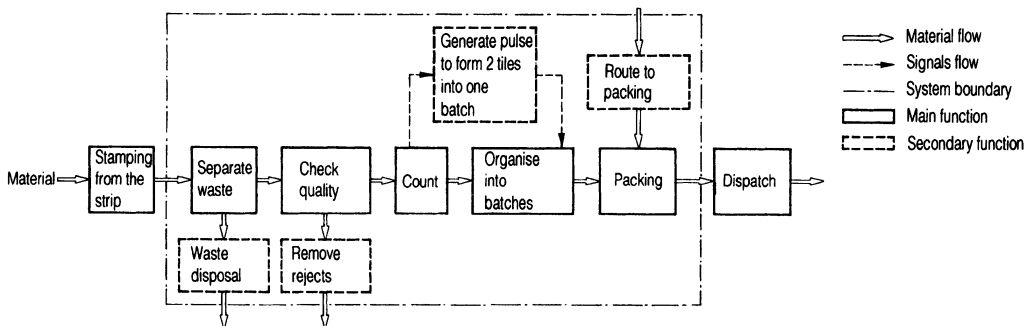 Generate pulse
to form 2 tiles
into one
batch
Route to
packing
Material flow
Signals flow
System boundary
Main function
Secondary function
Material
Stamping
from the
strip
Separate
waste
Check
quality
Count
Organise
into
batches
Packing
Dispatch
Waste
disposal
Remove
rejects